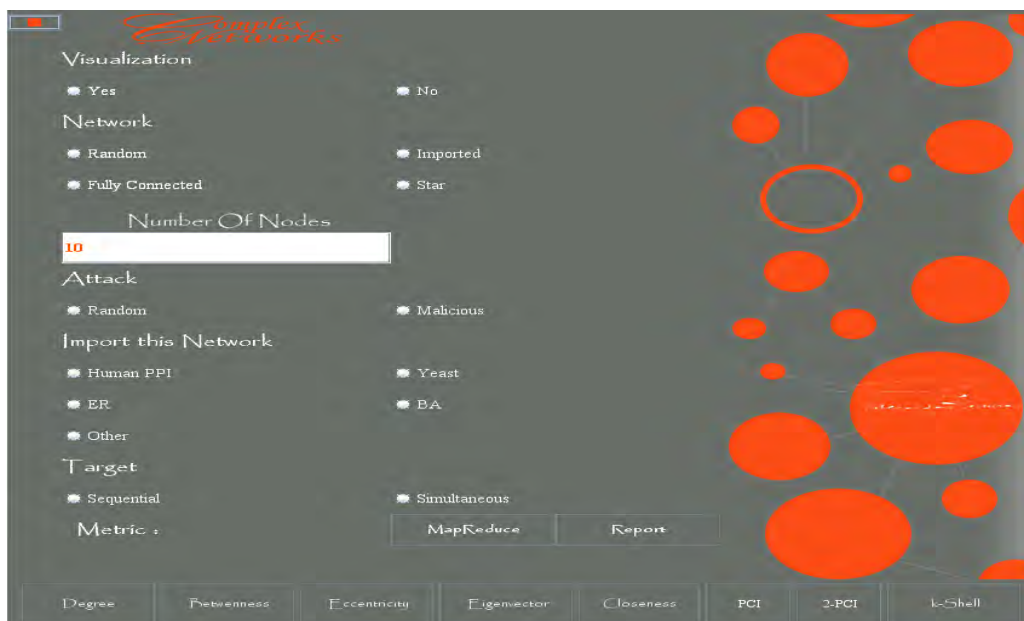 Complex
Networks
Visualization
Yes No
Network
Random Imported
Fully Connected Star
Number Of Nodes
10
Attack
Random Malicious
Import this Network
Human PPI Yeast
ER BA
Other
Target
Sequential Simultaneous
Metric : MapReduce Report
Degree Betwenness Eccentricity Eigenvector Closeness PCI 2-PCI k-Shell